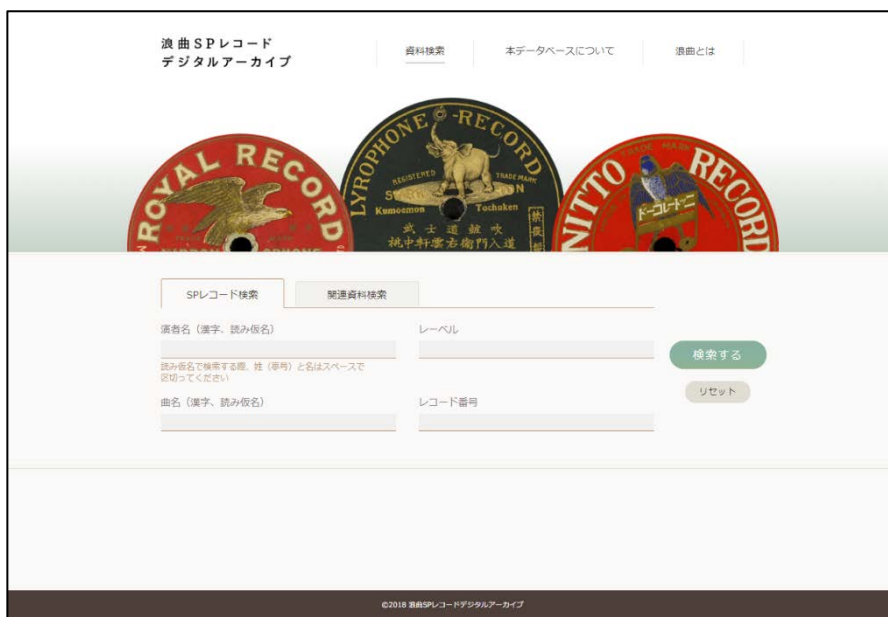 浪曲SPレコード
デジタルアーカイブ
資料検索
本データベースについて
浪曲とは
ROYAL RECORD
LYROPHONE-RECORD
REGISTERED TRADE MARK
Kumoemon Tochuken
武士道鼓吹
桃中軒雲右衛門入道
TRADE MARK
NITTO RECORD
ニットーレコード
SPレコード検索
関連資料検索
演者名（漢字、読み仮名）
レーベル
検索する
読み仮名で検索する際、姓（亭号）と名はスペースで
区切ってください
リセット
曲名（漢字、読み仮名）
レコード番号
©2018 浪曲SPレコードデジタルアーカイブ